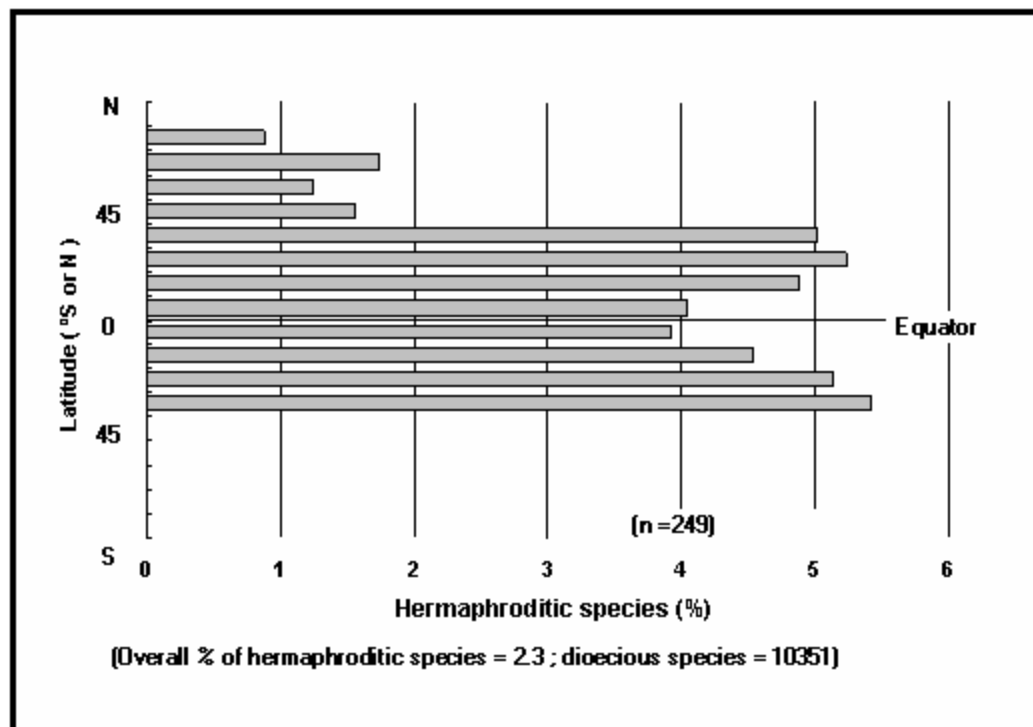 N
45
0
45
S
Latitude ( ºS or N )
Equator
(n =249)
0 1 2 3 4 5 6
Hermaphroditic species (%)
(Overall % of hermaphroditic species = 2.3 ; dioecious species = 10351)